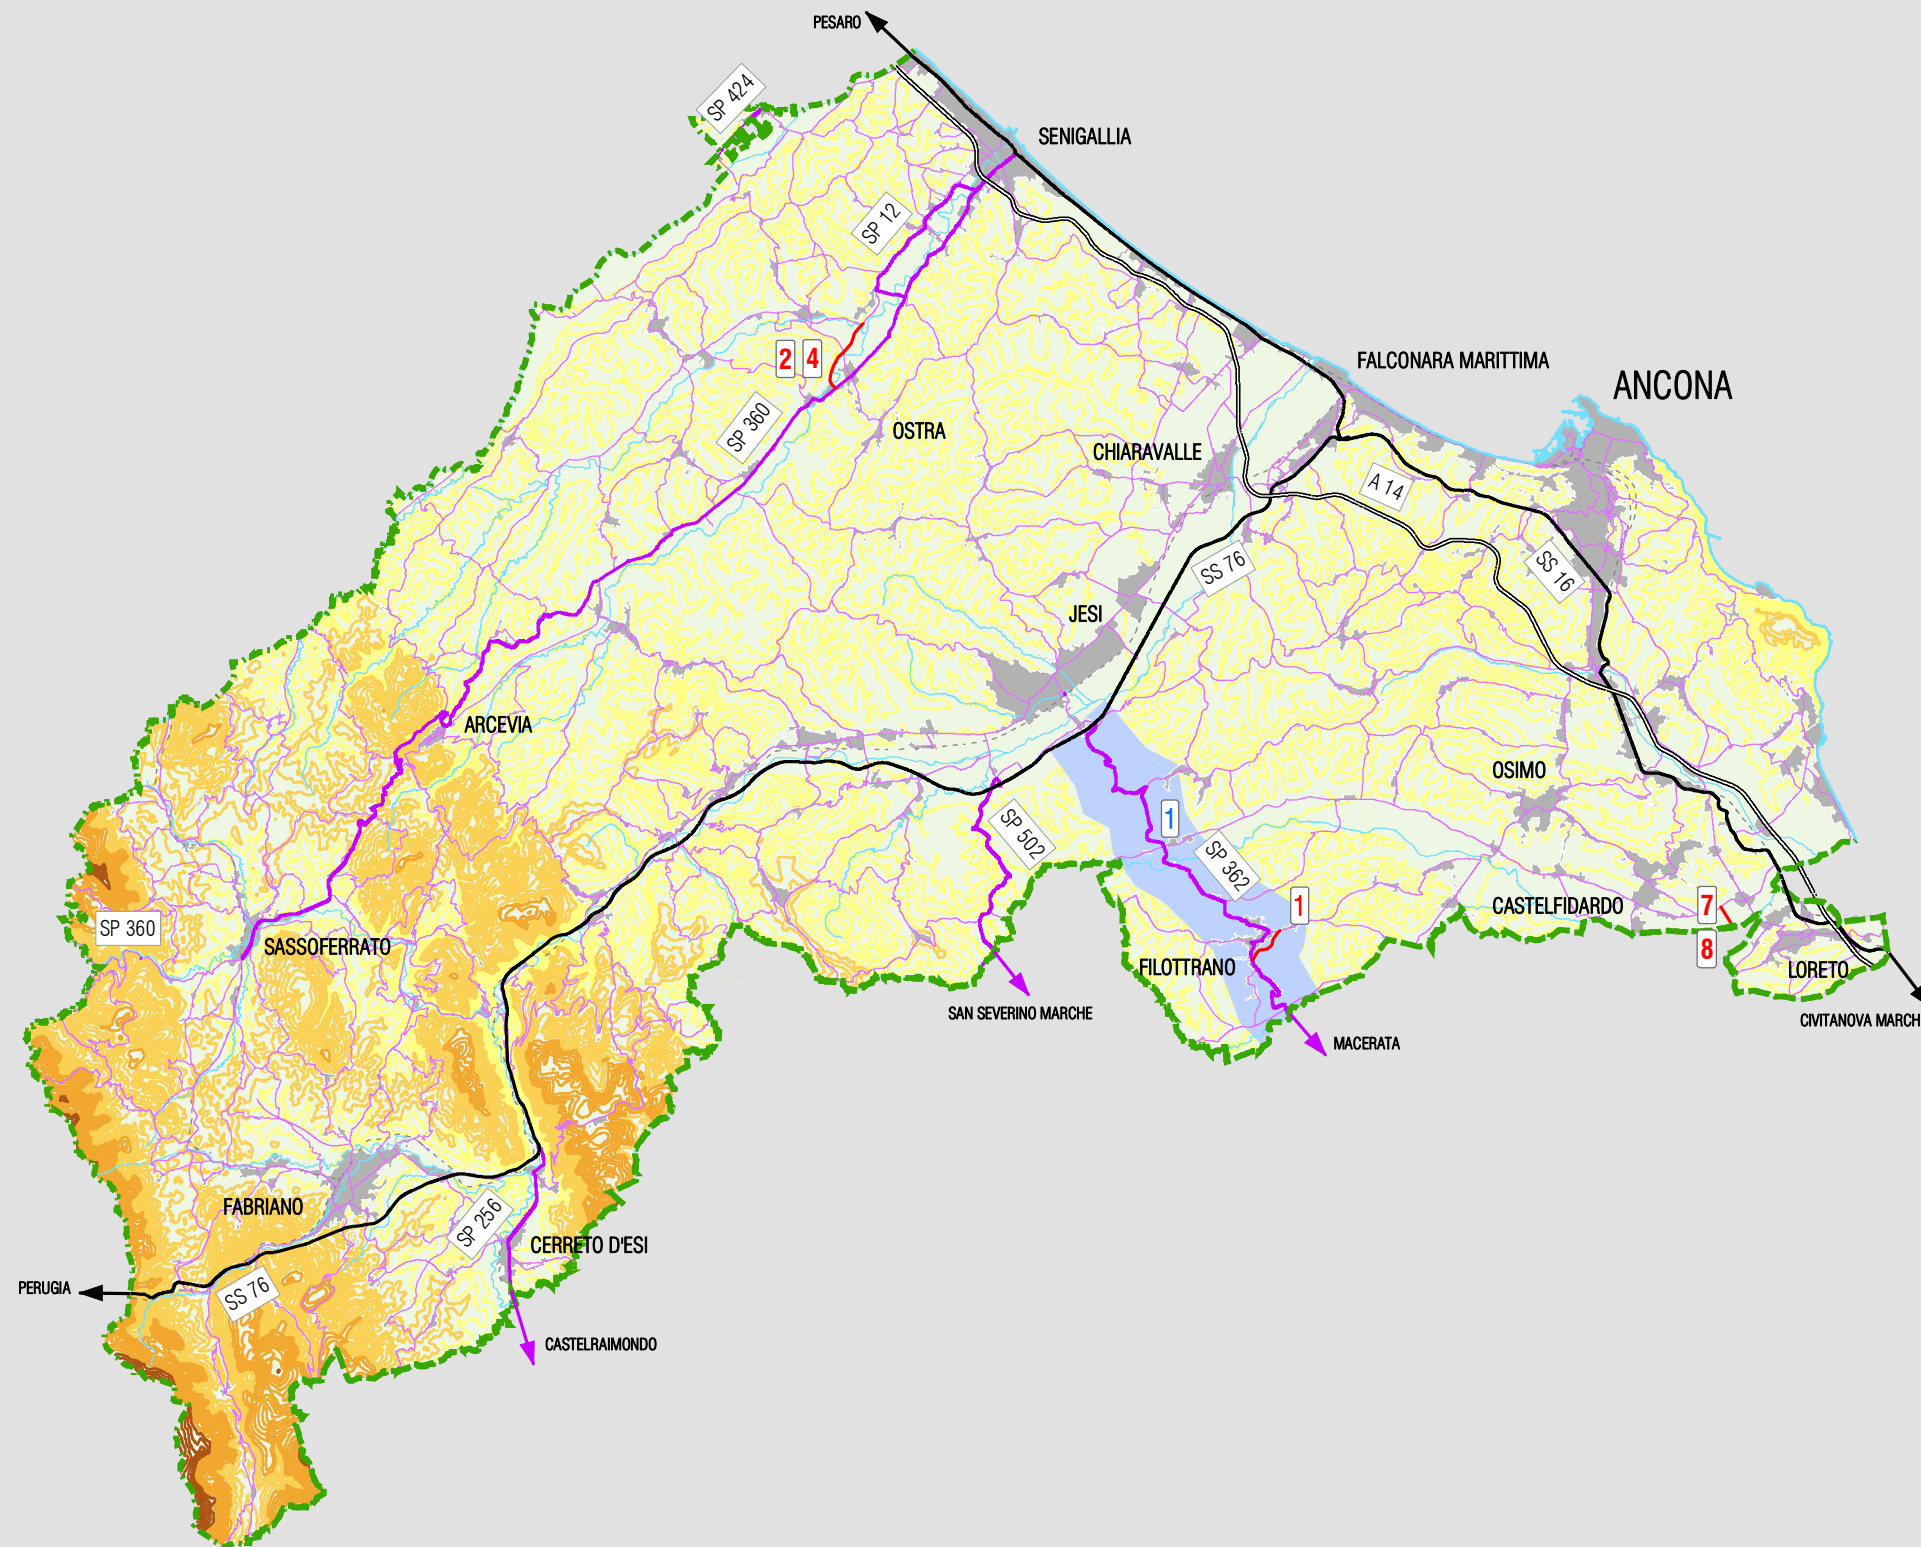 PESARO
SP 424
SENIGALLIA
SP 12
FALCONARA MARITTIMA
ANCONA
2
4
SP 360
OSTRA
CHIARAVALLE
A 14
SS 76
SS 16
JESI
ARCEVIA
OSIMO
1
SP 502
SP 362
1
CASTELFIDARDO
7
SP 360
SASSOFERRATO
8
FILOTTRANO
LORETO
SAN SEVERINO MARCHE
CIVITANOVA MARCH
MACERATA
FABRIANO
SP 256
CERRETO D'ESI
PERUGIA
SS 76
CASTELRAIMONDO